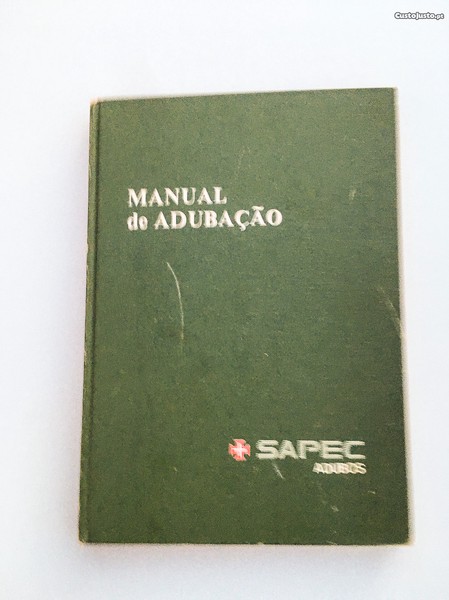 CustoJusto.pt
MANUAL
de ADUBAÇÃO
SAPEC
ADUBOS